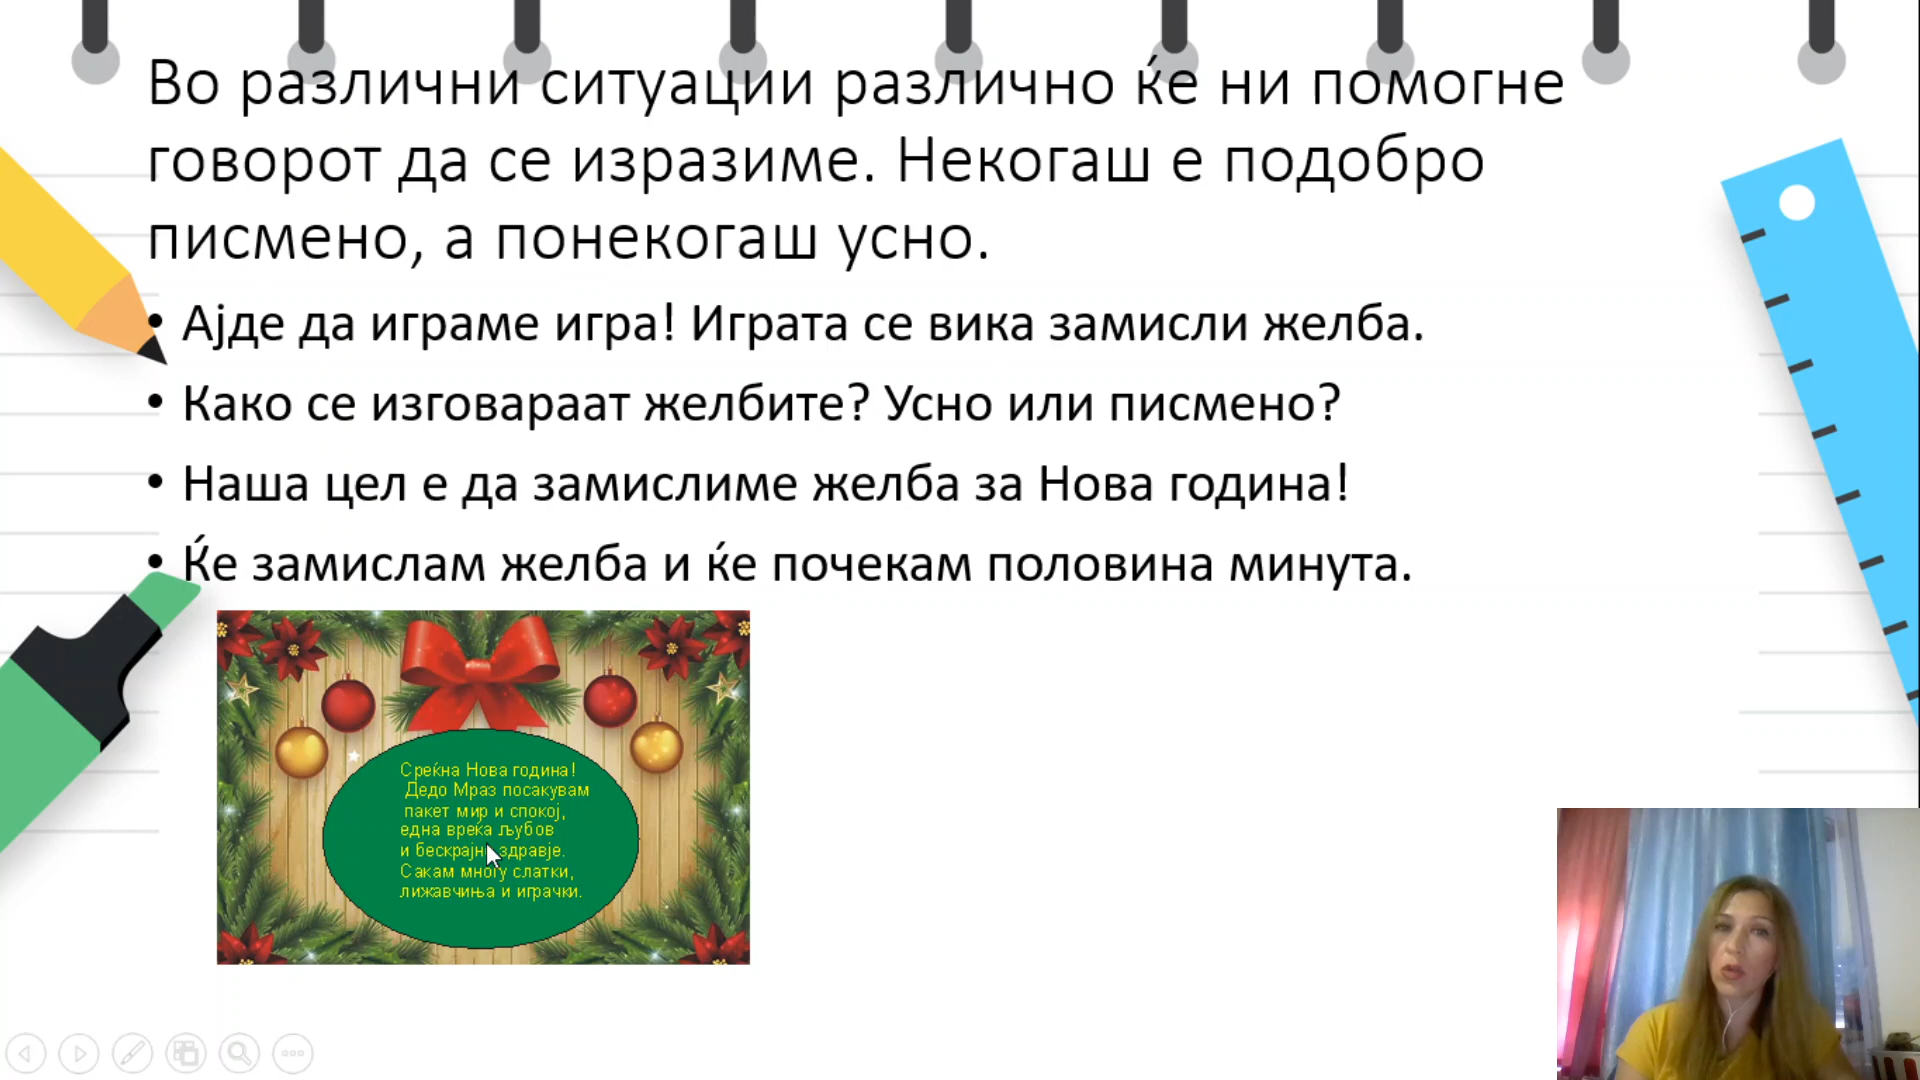 Во различни ситуации различно ќе ни помогне
говорот да се изразиме. Некогаш е подобро
писмено, а понекогаш усно.
• Ајде да играме игра! Играта се вика замисли желба.
• Како се изговараат желбите? Усно или писмено?
• Наша цел е да замислиме желба за Нова година!
• Ќе замислам желба и ќе почекам половина минута.
Среќна Нова година!
Дедо Мраз посакувам
пакет мир и спокој,
една вреќа љубов
и бескрајно здравје.
Сакам многу слатки,
лижавчиња и играчки.